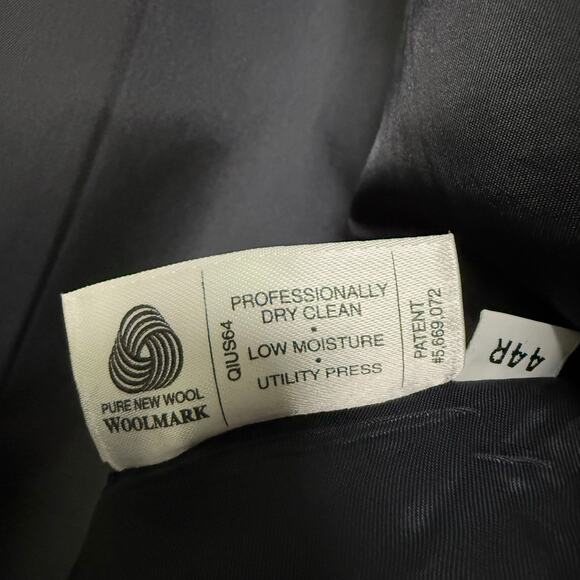 PURE NEW WOOL
WOOLMARK
QIUS64
PROFESSIONALLY
DRY CLEAN
•
LOW MOISTURE
•
UTILITY PRESS
PATENT
#5,669,072
44R